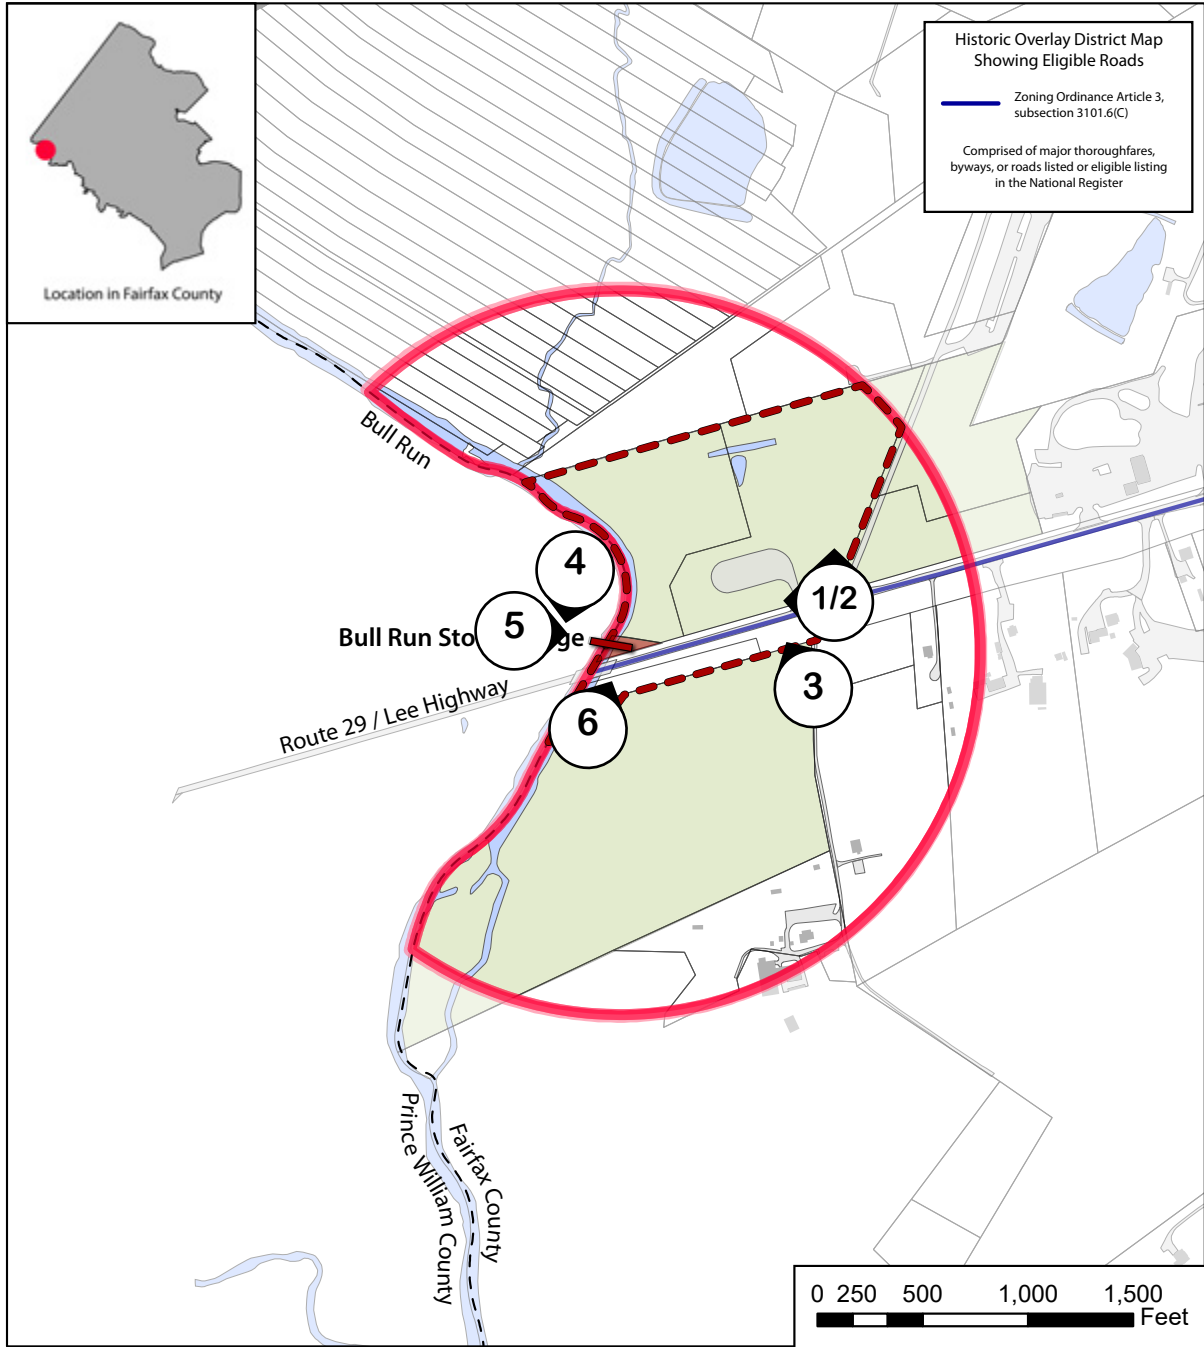 Historic Overlay District Map
Showing Eligible Roads
Zoning Ordinance Article 3,
subsection 3101.6(C)
Comprised of major thoroughfares,
byways, or roads listed or eligible listing
in the National Register
Location in Fairfax County
Bull Run
4
1/2
5
Bull Run Sto ge
3
Route 29 / Lee Highway
6
Fairfax County
Prince William County
0 250 500 1,000 1,500
Feet